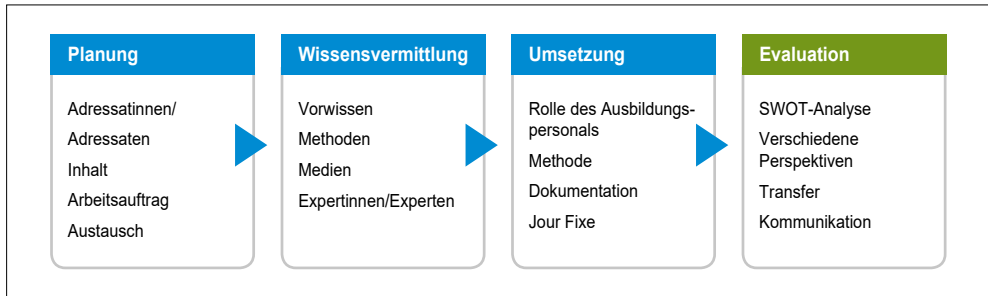 Planung
Adressatinnen/
Adressaten
Inhalt
Arbeitsauftrag
Austausch
Wissensvermittlung
Vorwissen
Methoden
Medien
Expertinnen/Experten
Umsetzung
Rolle des Ausbildungs-
personals
Methode
Dokumentation
Jour Fixe
Evaluation
SWOT-Analyse
Verschiedene
Perspektiven
Transfer
Kommunikation